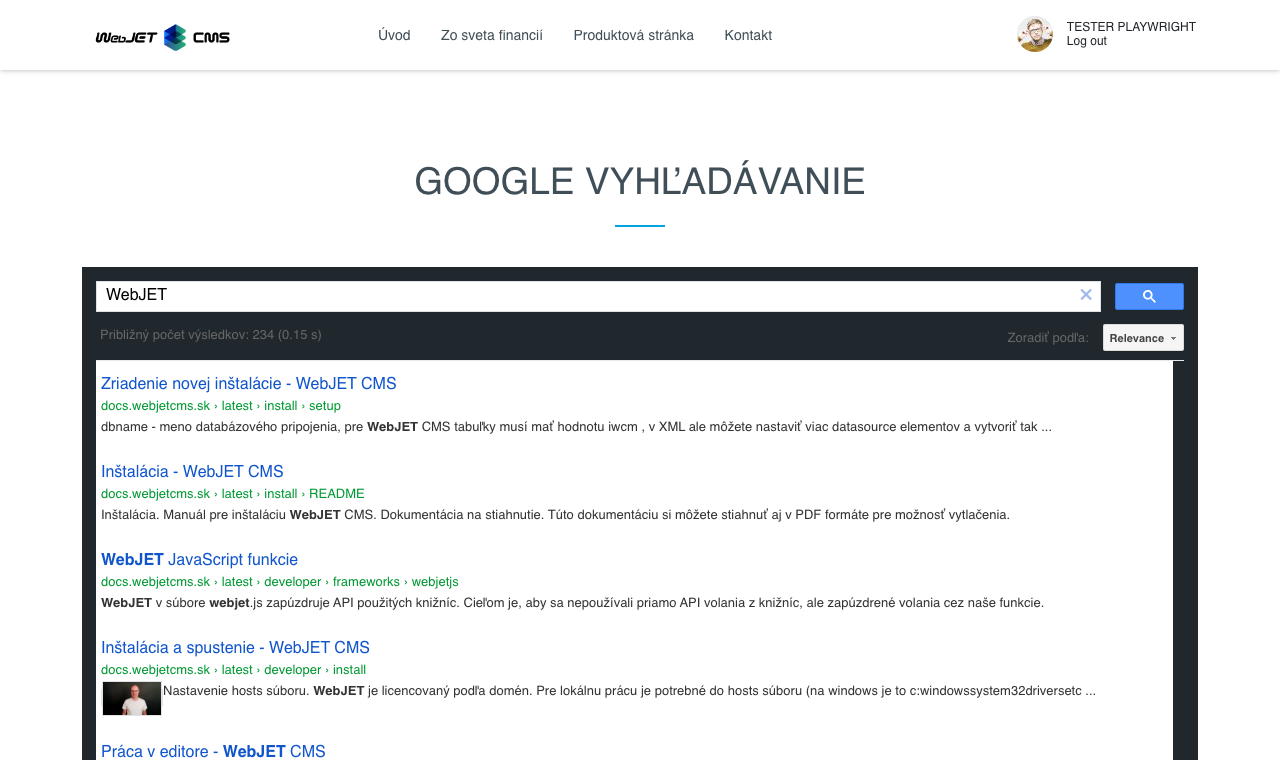 WebJET CMS
Úvod Zo sveta financií Produktová stránka Kontakt
TESTER PLAYWRIGHT
Log out
GOOGLE VYHĽADÁVANIE
WebJET
Približný počet výsledkov: 234 (0.15 s)
Zoradiť podľa: Relevance
Zriadenie novej inštalácie - WebJET CMS
docs.webjetcms.sk › latest › install › setup
dbname - meno databázového pripojenia, pre WebJET CMS tabuľky musí mať hodnotu iwcm , v XML ale môžete nastaviť viac datasource elementov a vytvoriť tak ...
Inštalácia - WebJET CMS
docs.webjetcms.sk › latest › install › README
Inštalácia. Manuál pre inštaláciu WebJET CMS. Dokumentácia na stiahnutie. Túto dokumentáciu si môžete stiahnuť aj v PDF formáte pre možnosť vytlačenia.
WebJET JavaScript funkcie
docs.webjetcms.sk › latest › developer › frameworks › webjetjs
WebJET v súbore webjet.js zapúzdruje API použitých knižníc. Cieľom je, aby sa nepoužívali priamo API volania z knižníc, ale zapúzdrené volania cez naše funkcie.
Inštalácia a spustenie - WebJET CMS
docs.webjetcms.sk › latest › developer › install
Nastavenie hosts súboru. WebJET je licencovaný podľa domén. Pre lokálnu prácu je potrebné do hosts súboru (na windows je to c:windowssystem32driversetc ...
Práca v editore - WebJET CMS